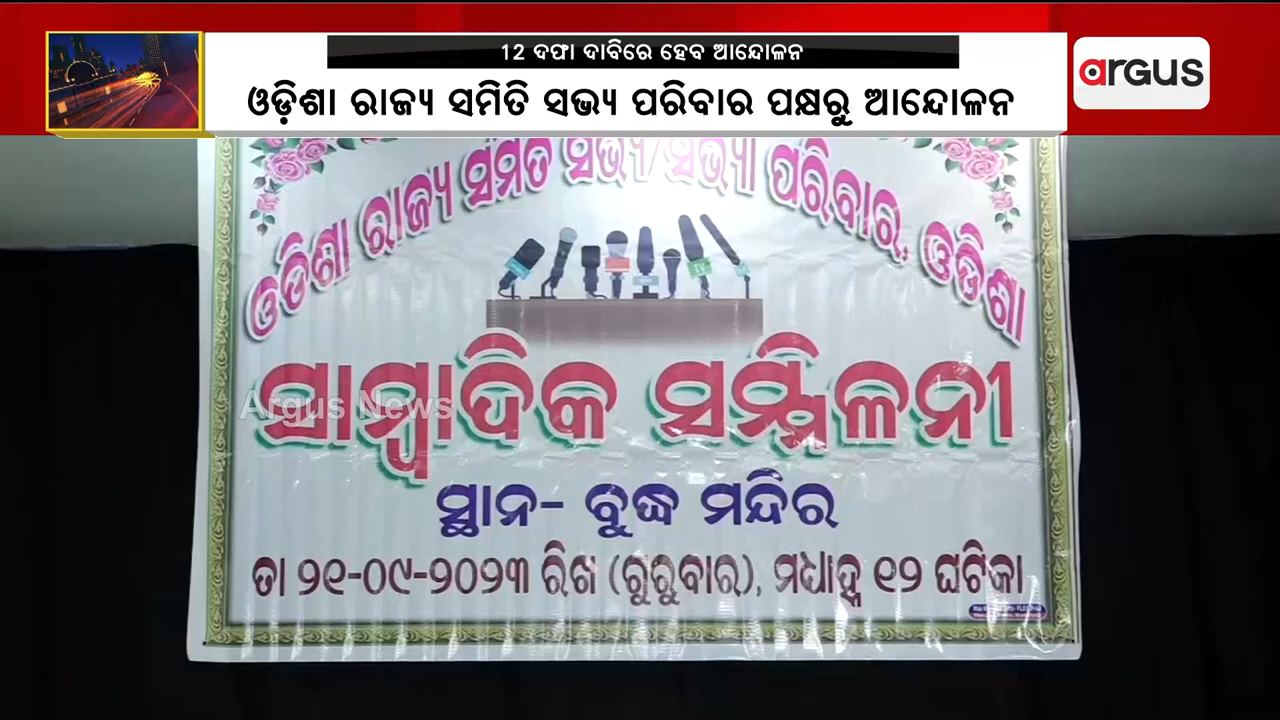 12 ଦଫା ଦାବିରେ ହେବ ଆନ୍ଦୋଳନ
ଓଡ଼ିଶା ରାଜ୍ୟ ସମିତି ସଭ୍ୟ ପରିବାର ପକ୍ଷରୁ ଆନ୍ଦୋଳନ
argus
ଓଡିଶା ରାଜ୍ୟ ସମିତି ସଭ୍ୟ/ସଭ୍ୟା ପରିବାର, ଓଡିଶା
TV
ସାମ୍ବାଦିକ ସମ୍ମିଳନୀ
Argus News
ସ୍ଥାନ- ବୁଦ୍ଧ ମନ୍ଦିର
ତା ୨୧-୦୯-୨୦୨୩ ରିଖ (ଗୁରୁବାର), ମଧ୍ୟାହ୍ନ ୧୨ ଘଟିକା